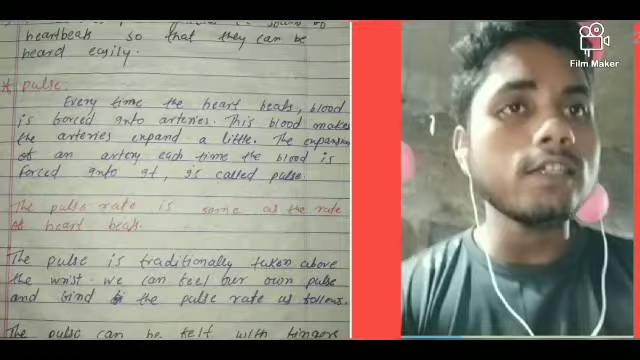 heartbeats so that they can be
heard easily.
* pulse:
Every time the heart beats, blood
is forced into arteries. This blood makes
the arteries expand a little. The expansion
of an artery each time the blood is
forced into it, is called pulse.
The pulse rate is same as the rate
of heart beats.
The pulse is traditionally taken above
the wrist. we can feel our own pulse
and find the pulse rate as follows.
The pulse can be felt with fingers
Film Maker